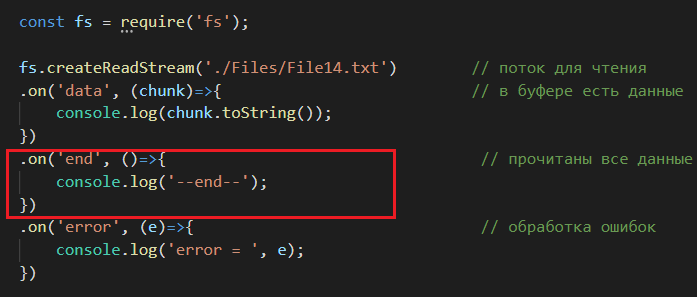 const fs = require('fs');
fs.createReadStream('./Files/File14.txt') // поток для чтения
.on('data', (chunk)=>{ // в буфере есть данные
console.log(chunk.toString());
})
.on('end', ()=>{ // прочитаны все данные
console.log('--end--');
})
.on('error', (e)=>{ // обработка ошибок
console.log('error = ', e);
})